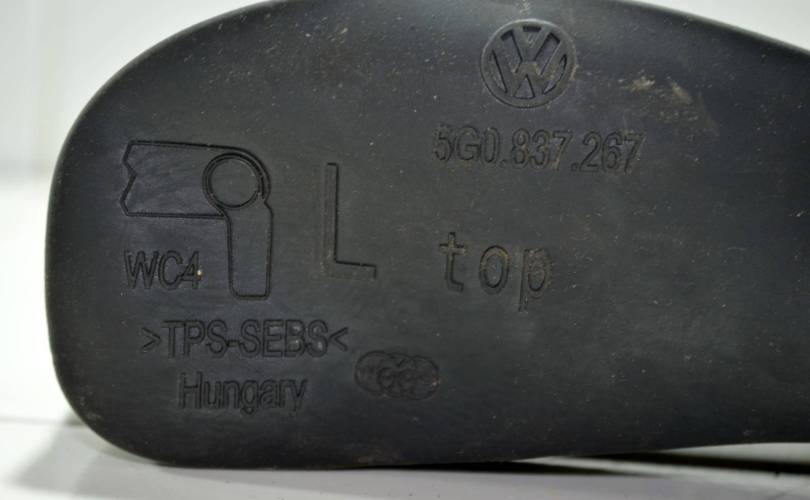 5G0.837.267
L
top
WC4
>TPS-SEBS<
Hungary